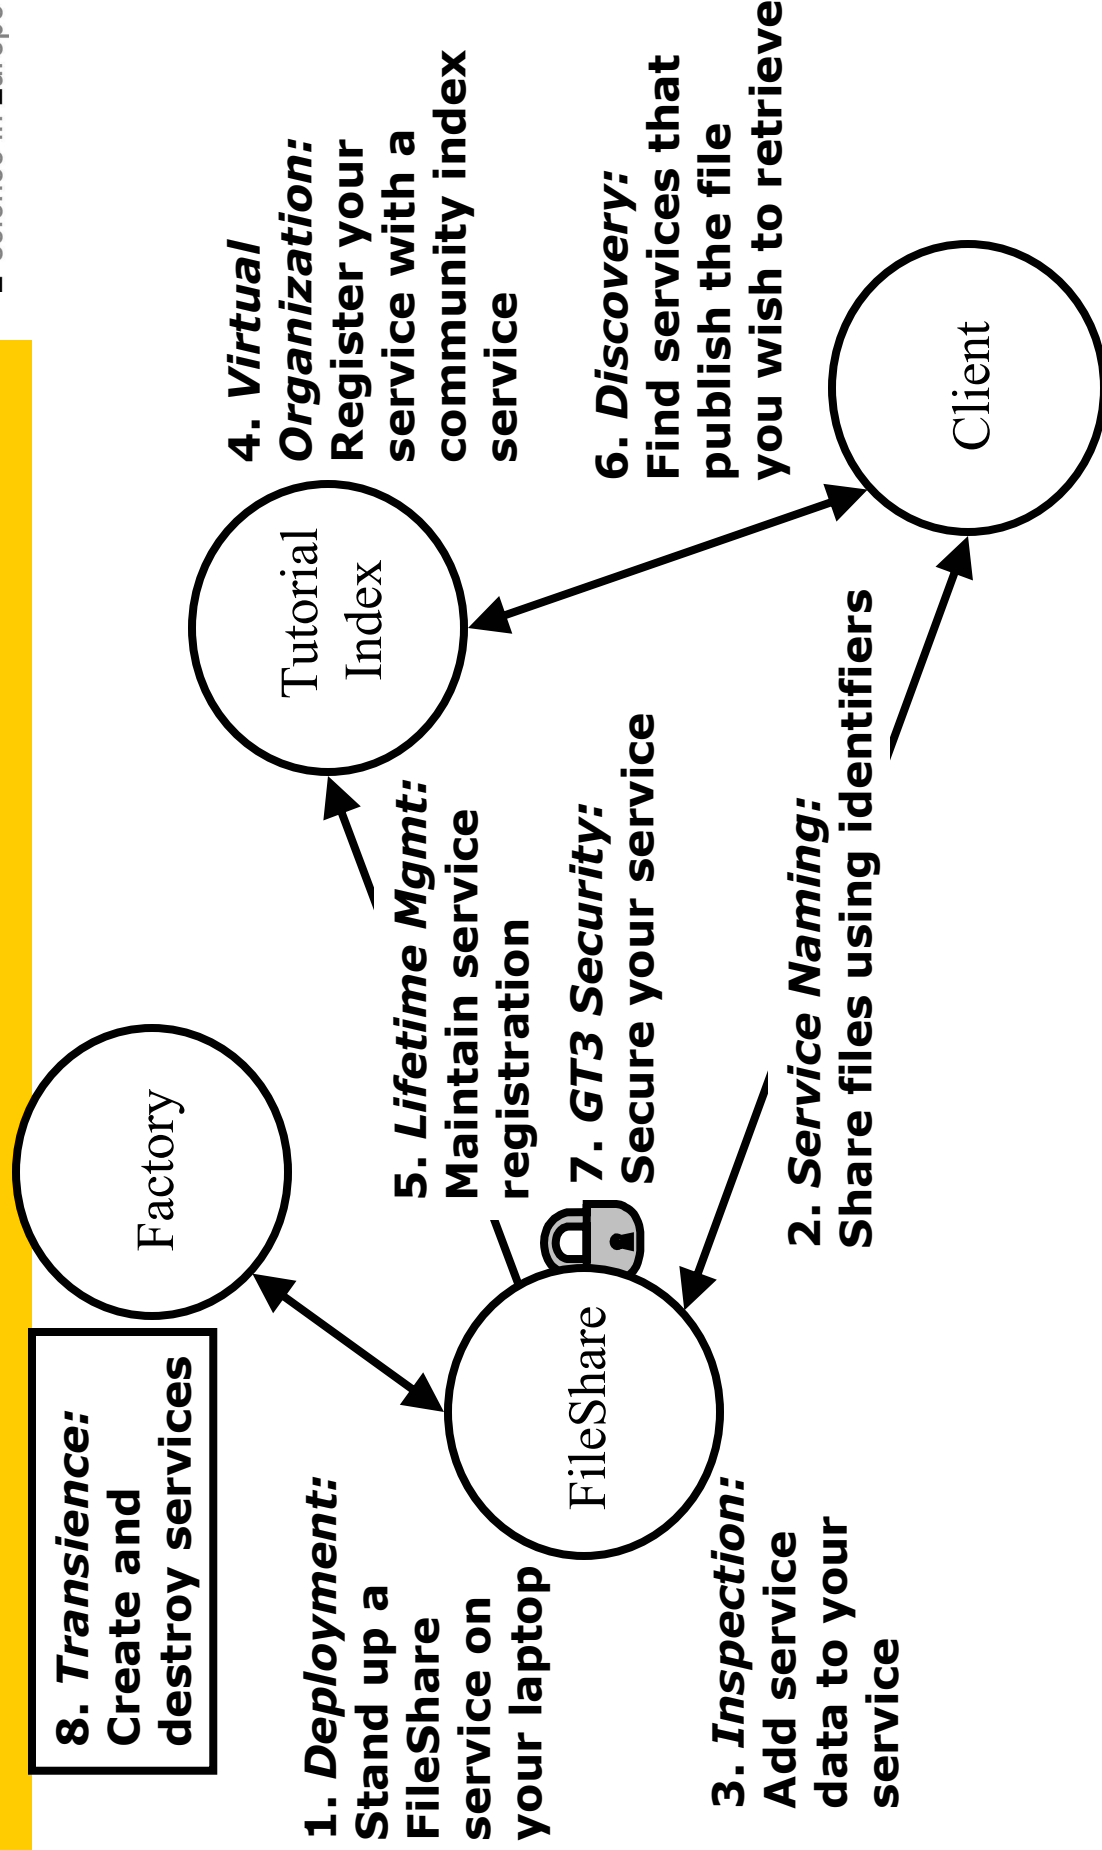 8. Transience:
Create and
destroy services
Factory
4. Virtual
Organization:
Register your
service with a
community index
service
Tutorial
Index
1. Deployment:
Stand up a
FileShare
service on
your laptop
5. Lifetime Mgmt:
Maintain service
registration
FileShare
7. GT3 Security:
Secure your service
6. Discovery:
Find services that
publish the file
you wish to retrieve
3. Inspection:
Add service
data to your
service
2. Service Naming:
Share files using identifiers
Client